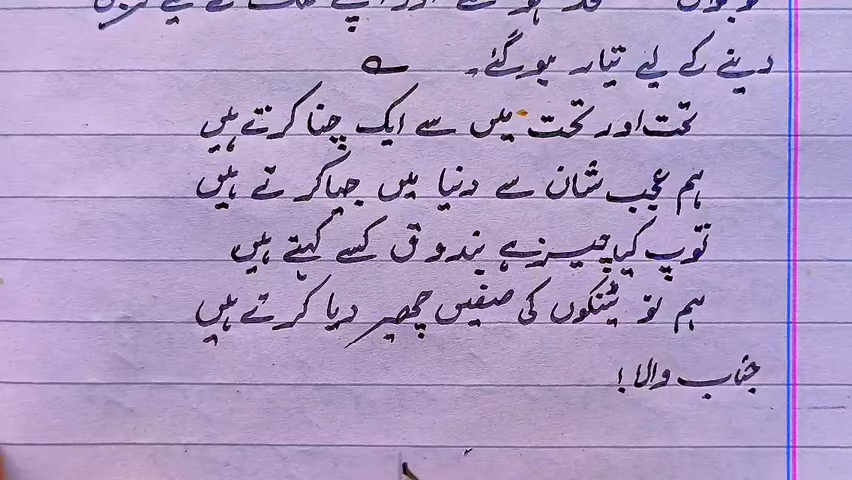 دینے کے لیے تیار ہو گئے۔
تخت اور تخت میں سے ایک چنا کرتے ہیں
ہم عجب شان سے دنیا میں جیا کرتے ہیں
توپ کیا چیز ہے بندوق کسے کہتے ہیں
ہم تو ٹینکوں کی صفیں چھیر دیا کرتے ہیں
جناب والا!